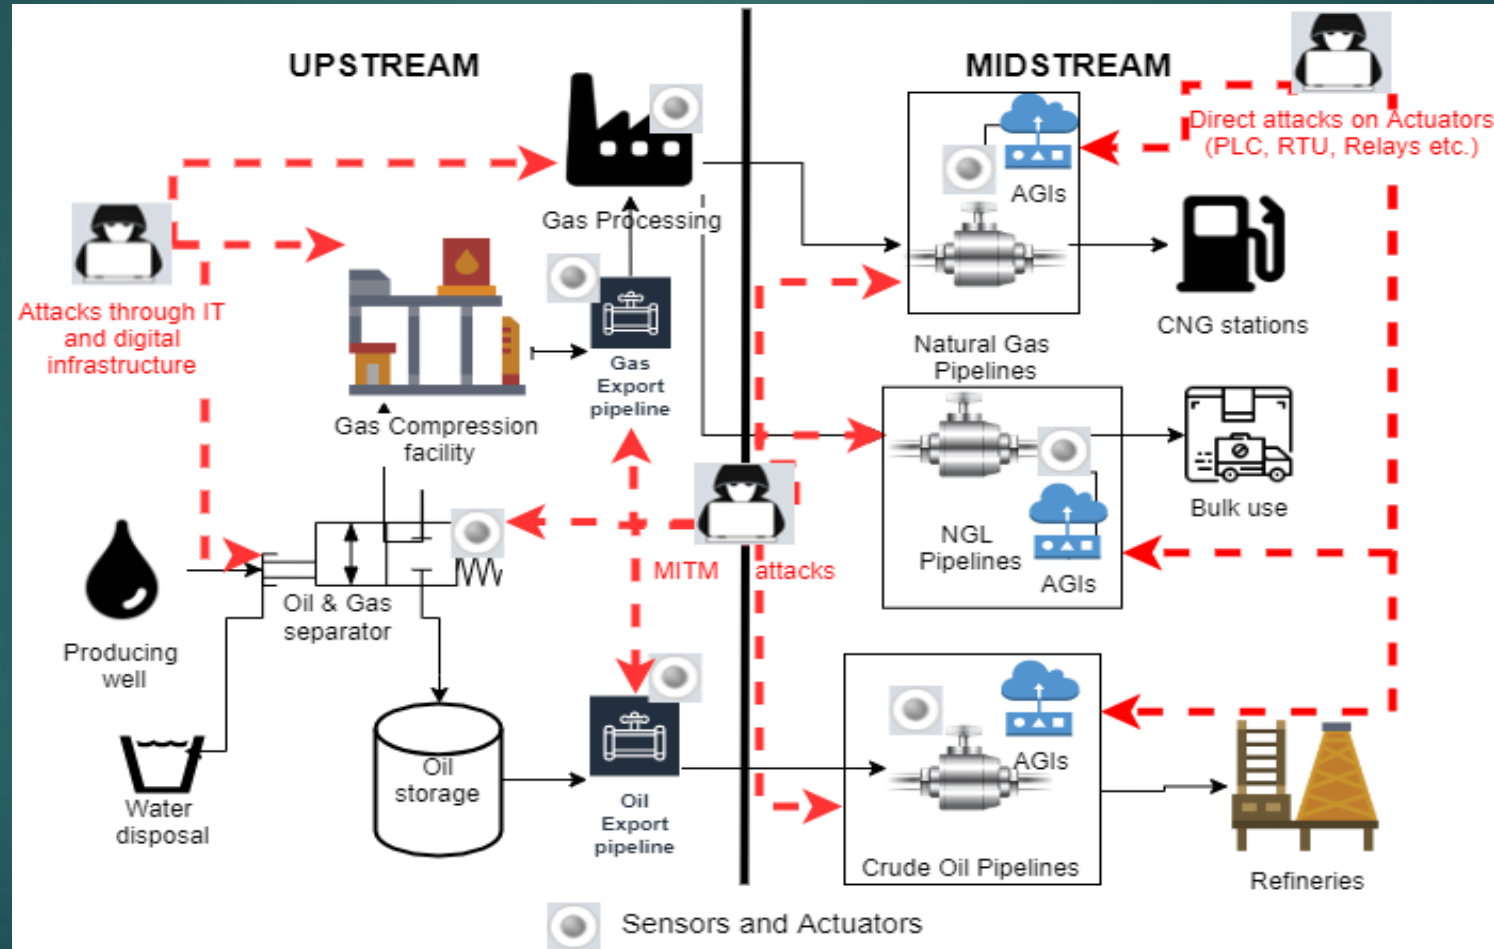 UPSTREAM
MIDSTREAM
Direct attacks on Actuators
(PLC, RTU, Relays etc.)
AGIs
Gas Processing
Attacks through IT
and digital
infrastructure
CNG stations
Natural Gas
Pipelines
Gas
Export
pipeline
Gas Compression
facility
Bulk use
NGL
Pipelines
AGIs
MITM attacks
Oil & Gas
separator
Producing
well
Oil
storage
AGIs
Water
disposal
Oil
Export
pipeline
Crude Oil Pipelines
Refineries
Sensors and Actuators